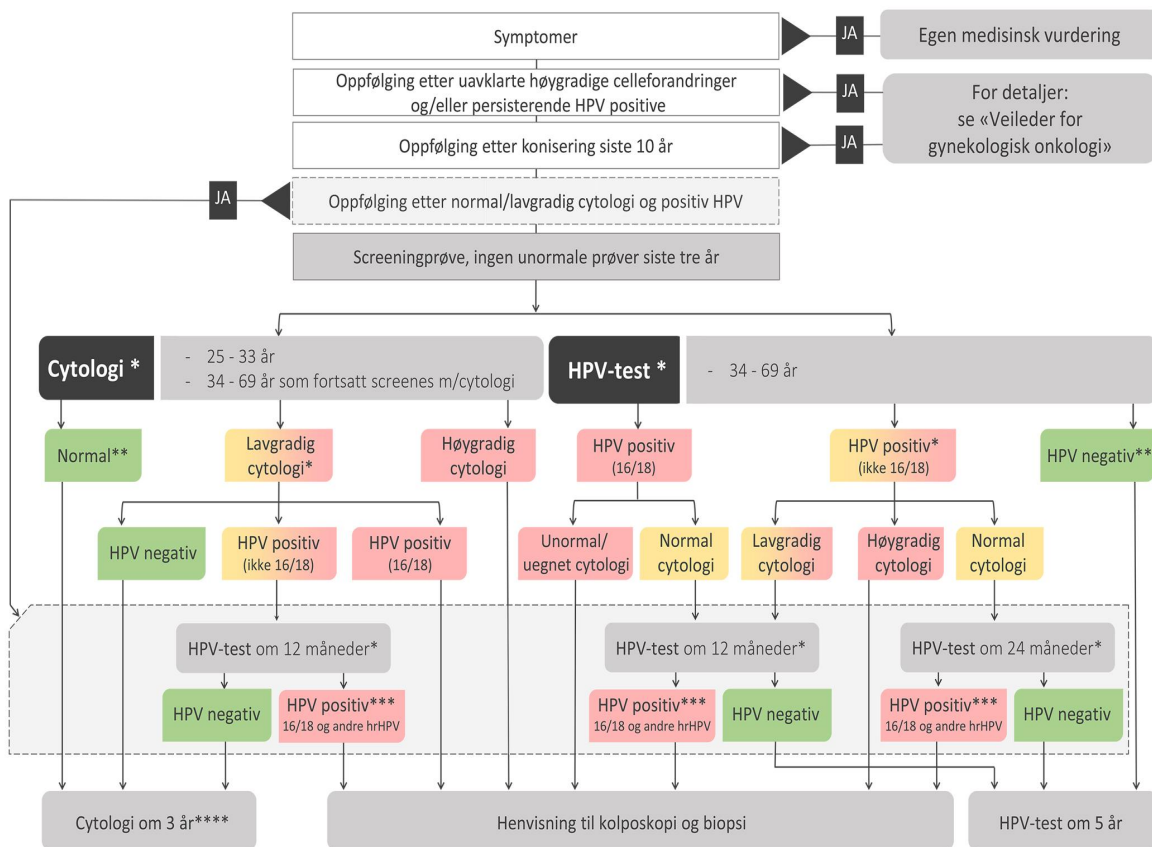 Symptomer
JA
Egen medisinsk vurdering
Oppfølging etter uavklarte høygradige celleforandringer
og/eller persisterende HPV positive
JA
For detaljer:
se «Veileder for
gynekologisk onkologi»
Oppfølging etter konisering siste 10 år
JA
JA
Oppfølging etter normal/lavgradig cytologi og positiv HPV
Screeningprøve, ingen unormale prøver siste tre år
Cytologi *
- 25 - 33 år
- 34 - 69 år som fortsatt screenes m/cytologi
HPV-test *
- 34 - 69 år
Normal**
Lavgradig
cytologi*
Høygradig
cytologi
HPV positiv
(16/18)
HPV positiv*
(ikke 16/18)
HPV negativ**
HPV negativ
HPV positiv
(ikke 16/18)
HPV positiv
(16/18)
Unormal/
uegnet cytologi
Normal
cytologi
Lavgradig
cytologi
Høygradig
cytologi
Normal
cytologi
HPV-test om 12 måneder*
HPV-test om 12 måneder*
HPV-test om 24 måneder*
HPV negativ
HPV positiv***
16/18 og andre hrHPV
HPV positiv***
16/18 og andre hrHPV
HPV negativ
HPV positiv***
16/18 og andre hrHPV
HPV negativ
Cytologi om 3 år****
Henvisning til kolposkopi og biopsi
HPV-test om 5 år